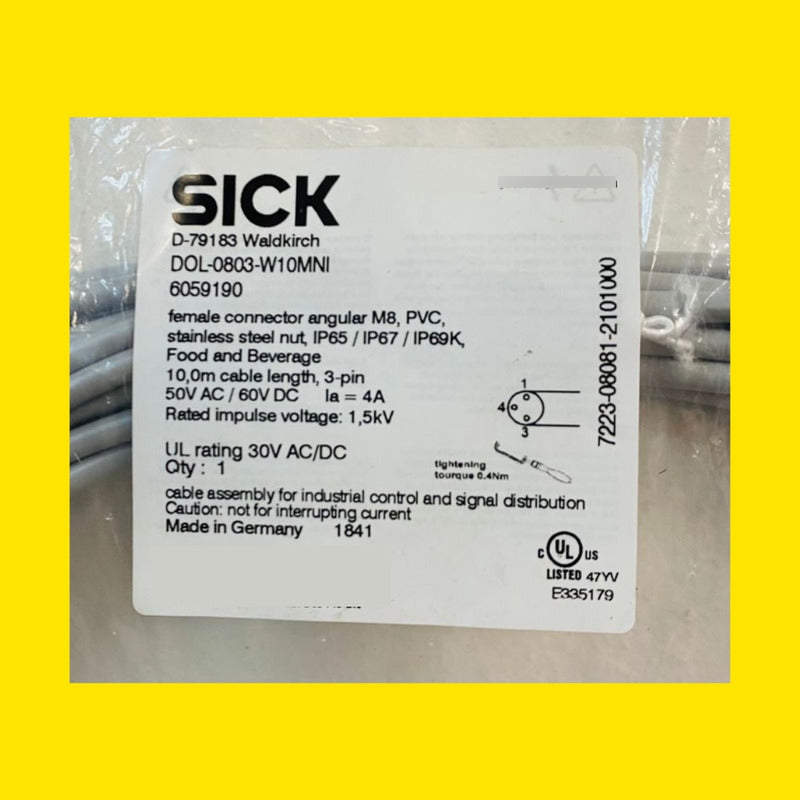 SICK
D-79183 Waldkirch
DOL-0803-W10MNI
6059190
female connector angular M8, PVC,
stainless steel nut, IP65 / IP67 / IP69K,
Food and Beverage
10,0m cable length, 3-pin
50V AC / 60V DC Ia = 4A
Rated impulse voltage: 1,5kV
UL rating 30V AC/DC
Qty : 1
1
4
3
tightening
tourque 0.4Nm
cable assembly for industrial control and signal distribution
Caution: not for interrupting current
Made in Germany 1841
7223-08081-2101000
C UL US
LISTED 47YV
E335179